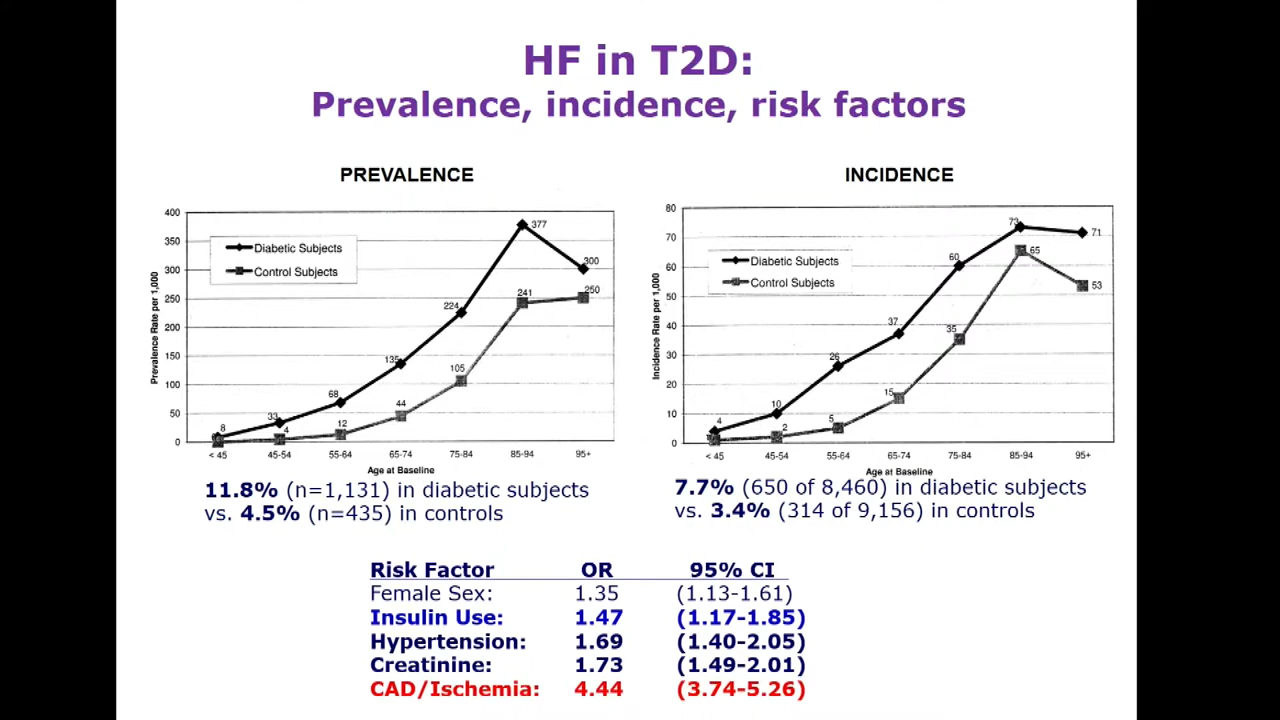 HF in T2D:
Prevalence, incidence, risk factors
PREVALENCE
Prevalence Rate per 1,000
400
350
300
250
200
150
100
50
0
Diabetic Subjects
Control Subjects
8
33
68
135
224
377
300
4
12
44
105
241
250
< 45 45-54 55-64 65-74 75-84 85-94 95+
Age at Baseline
11.8% (n=1,131) in diabetic subjects
vs. 4.5% (n=435) in controls
INCIDENCE
Incidence Rate per 1,000
80
70
60
50
40
30
20
10
0
Diabetic Subjects
Control Subjects
4
10
26
37
60
73
71
2
5
15
35
65
53
< 45 45-54 55-64 65-74 75-84 85-94 95+
Age at Baseline
7.7% (650 of 8,460) in diabetic subjects
vs. 3.4% (314 of 9,156) in controls
Risk Factor OR 95% CI
Female Sex: 1.35 (1.13-1.61)
Insulin Use: 1.47 (1.17-1.85)
Hypertension: 1.69 (1.40-2.05)
Creatinine: 1.73 (1.49-2.01)
CAD/Ischemia: 4.44 (3.74-5.26)